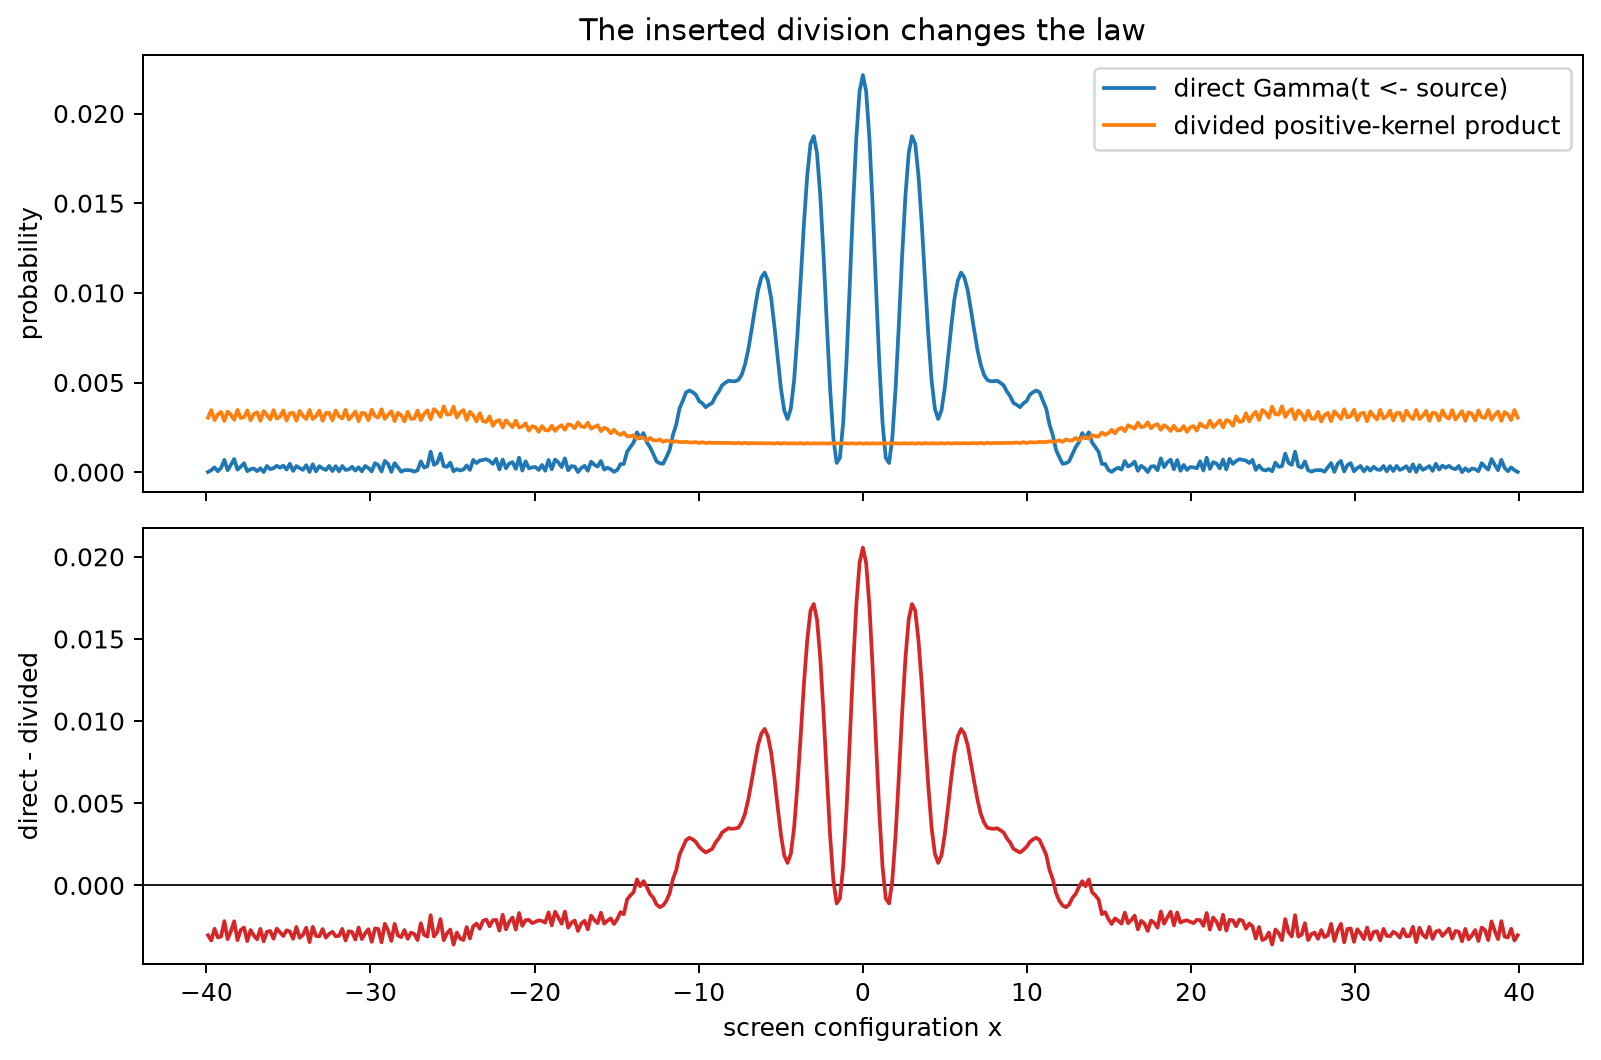 The inserted division changes the law
direct Gamma(t <- source)
divided positive-kernel product
probability
0.020
0.015
0.010
0.005
0.000
direct - divided
0.020
0.015
0.010
0.005
0.000
−40 −30 −20 −10 0 10 20 30 40
screen configuration x